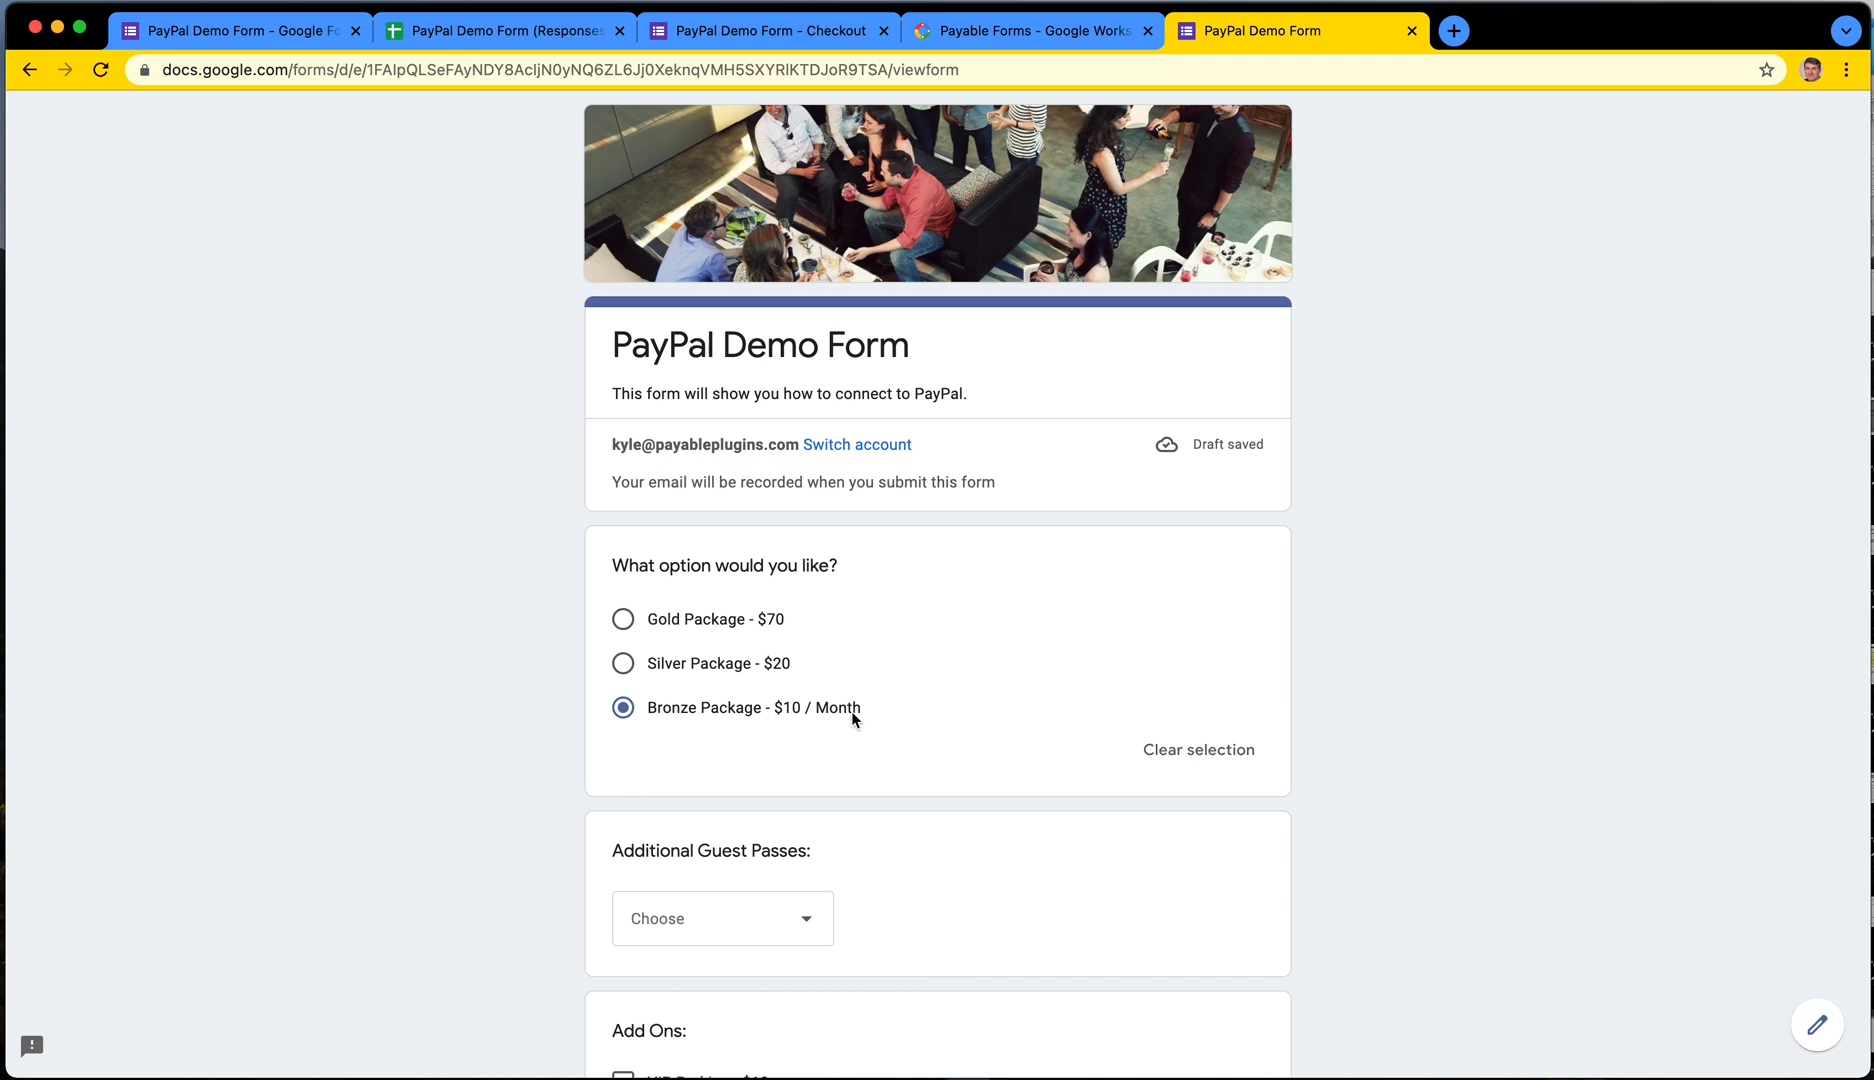 PayPal Demo Form - Google Fo
PayPal Demo Form (Responses
PayPal Demo Form - Checkout
Payable Forms - Google Works
PayPal Demo Form
docs.google.com/forms/d/e/1FAIpQLSeFAyNDY8AcIjN0yNQ6ZL6Jj0XeknqVMH5SXYRlKTDJoR9TSA/viewform
PayPal Demo Form
This form will show you how to connect to PayPal.
kyle@payableplugins.com Switch account
Draft saved
Your email will be recorded when you submit this form
What option would you like?
Gold Package - $70
Silver Package - $20
Bronze Package - $10 / Month
Clear selection
Additional Guest Passes:
Choose
Add Ons: